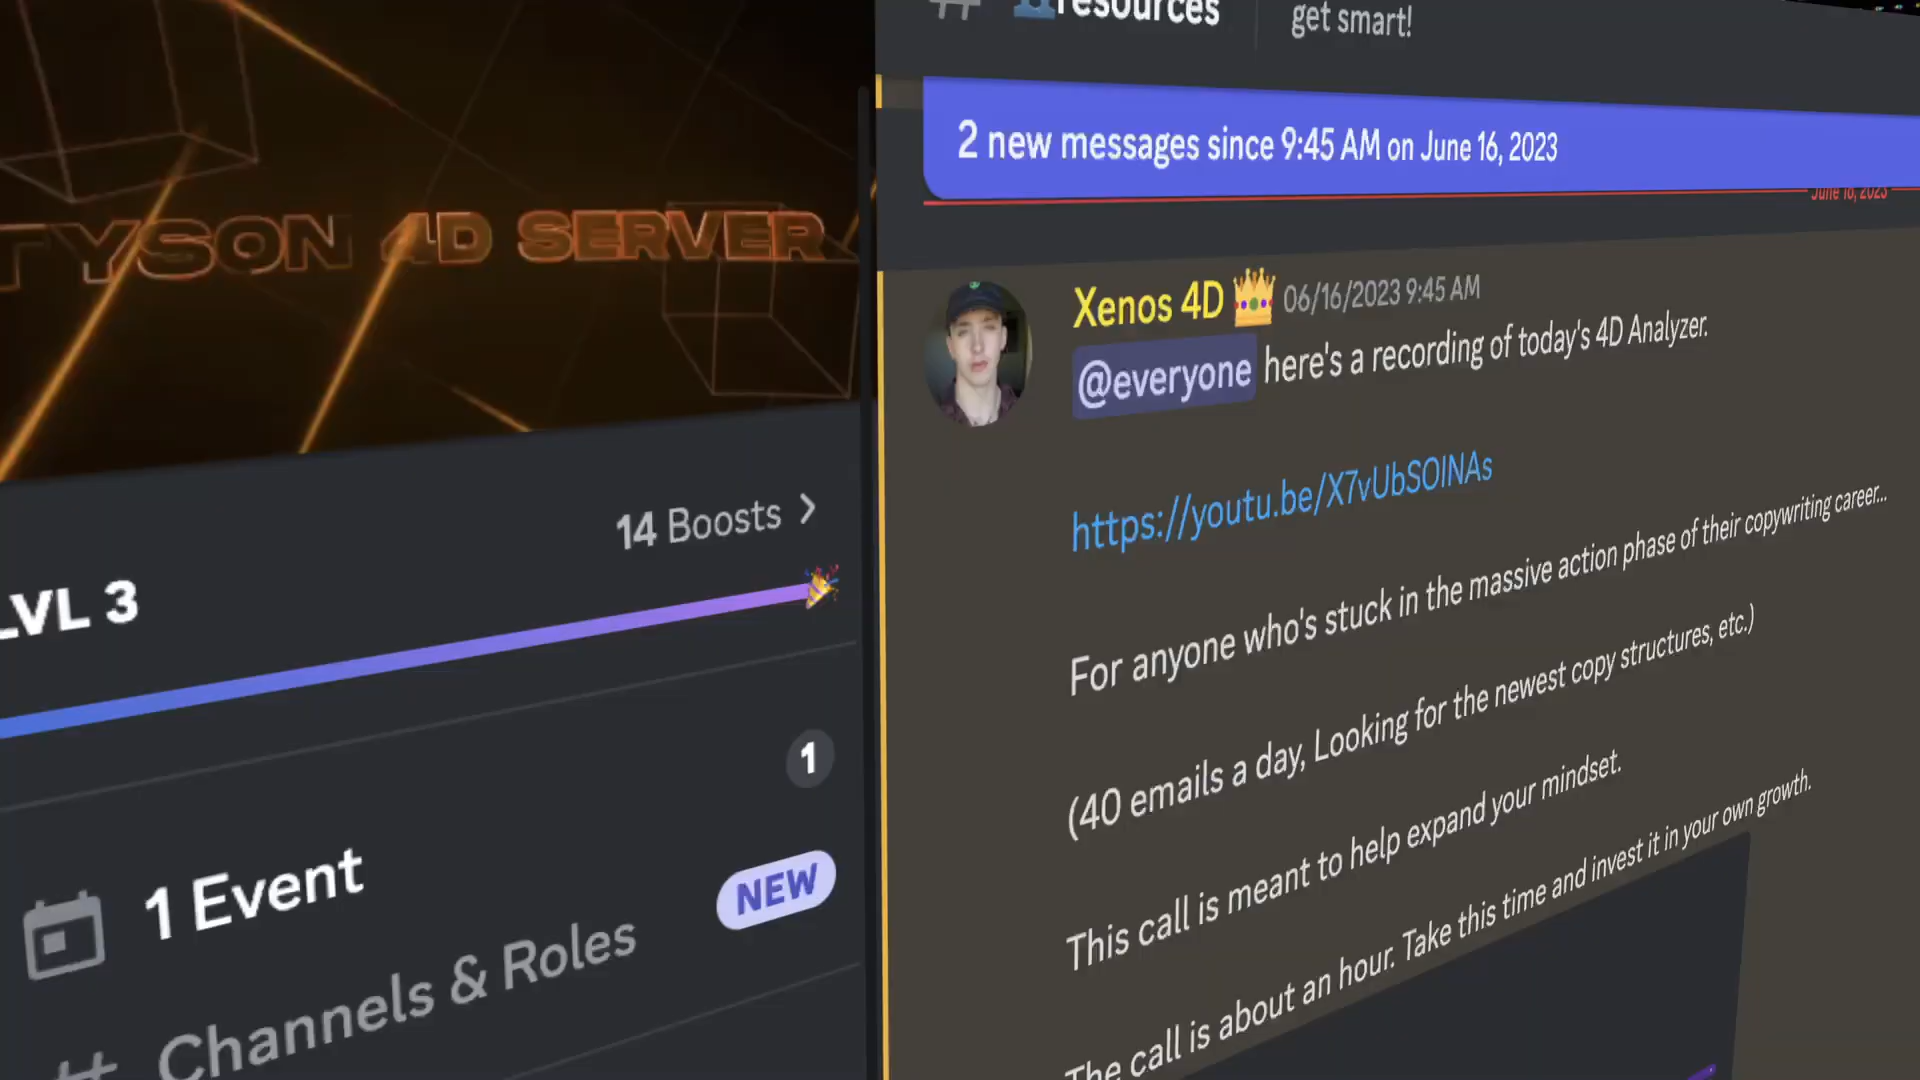 TYSON 4D SERVER
14 Boosts
LVL 3
1
1 Event
NEW
Channels & Roles
resources
get smart!
2 new messages since 9:45 AM on June 16, 2023
June 16, 2023
Xenos 4D 06/16/2023 9:45 AM
@everyone here's a recording of today's 4D Analyzer.
https://youtu.be/X7vUbSOlNAs
For anyone who's stuck in the massive action phase of their copywriting career...
(40 emails a day, Looking for the newest copy structures, etc.)
This call is meant to help expand your mindset.
The call is about an hour. Take this time and invest it in your own growth.